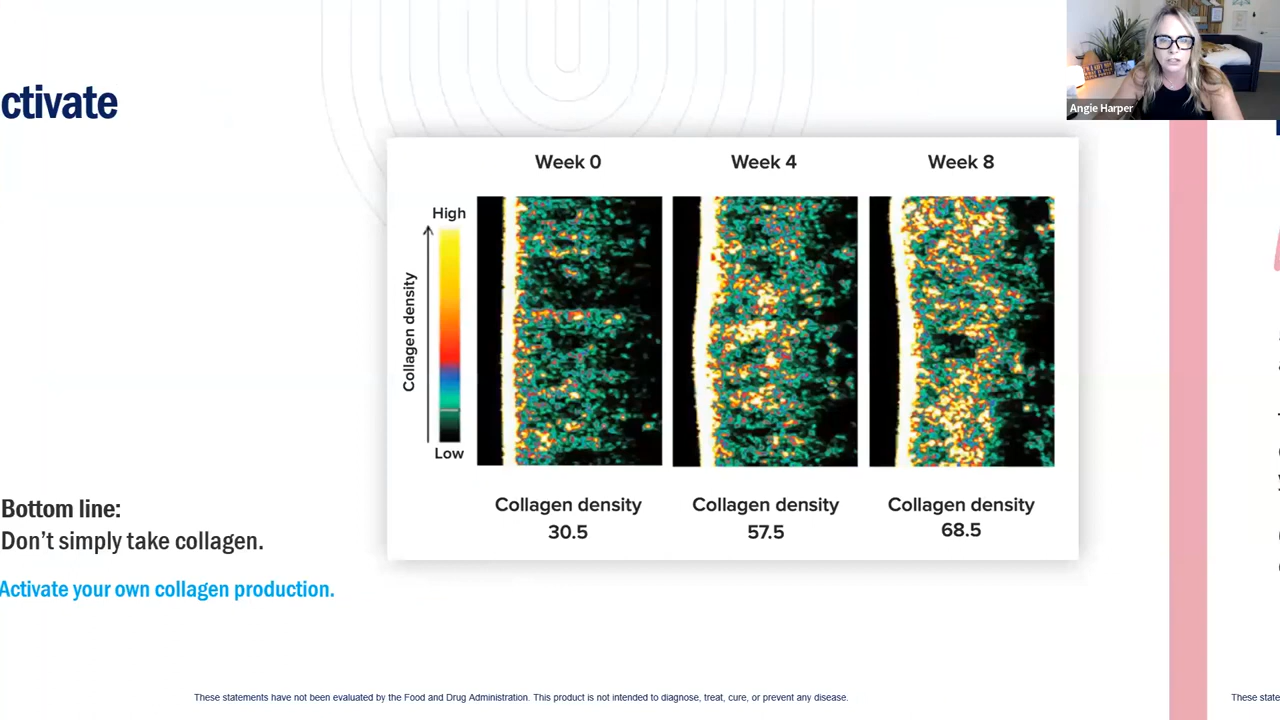 ctivate
Angie Harper
Week 0
Week 4
Week 8
High
Collagen density
Low
Collagen density
30.5
Collagen density
57.5
Collagen density
68.5
Bottom line:
Don't simply take collagen.
Activate your own collagen production.
These statements have not been evaluated by the Food and Drug Administration. This product is not intended to diagnose, treat, cure, or prevent any disease.
These state